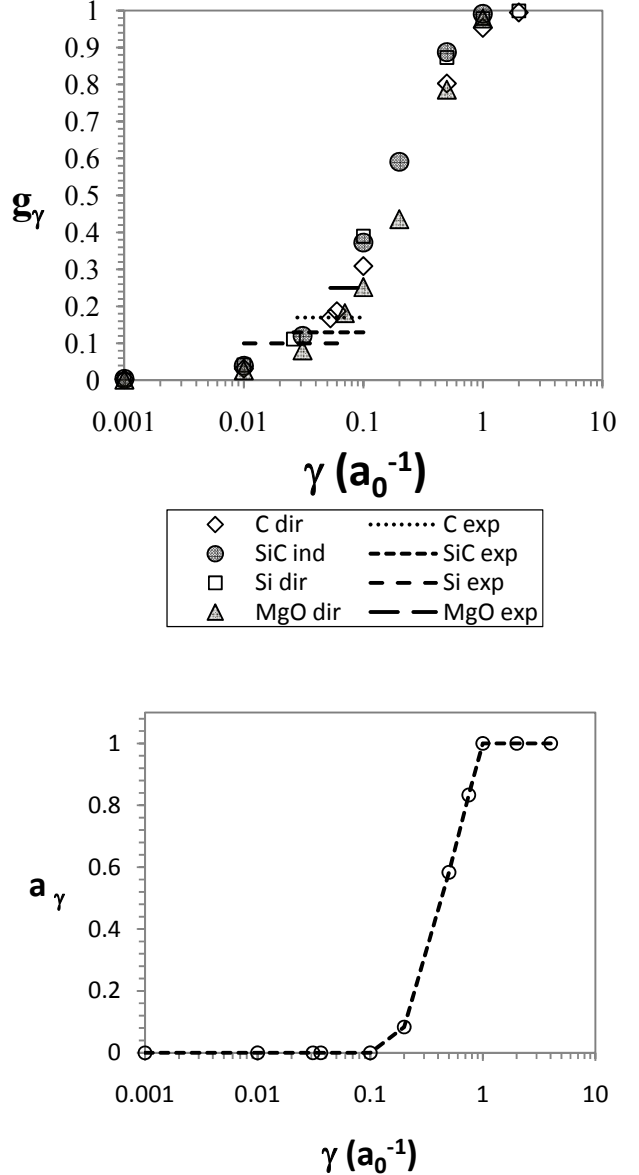 1
0.9
0.8
0.7
0.6
gγ
0.5
0.4
0.3
0.2
0.1
0
0.001 0.01 0.1 1 10
γ (a0-1)
C dir C exp
SiC ind SiC exp
Si dir Si exp
MgO dir MgO exp
1
0.8
0.6
a γ
0.4
0.2
0
0.001 0.01 0.1 1 10
γ (a0-1)